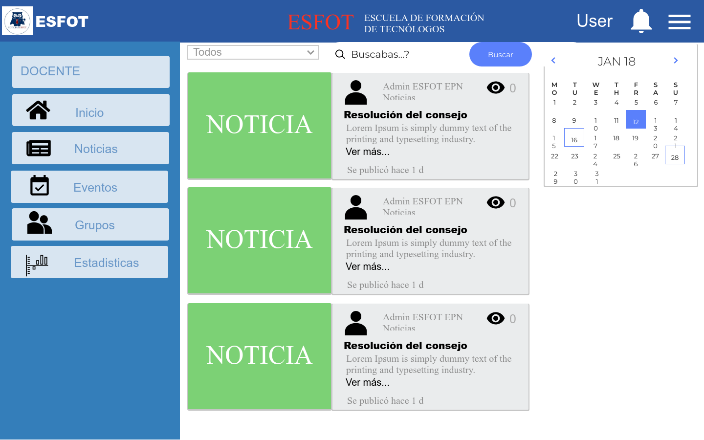 ESFOT
ESFOT
ESCUELA DE FORMACIÓN
DE TECNÓLOGOS
User
DOCENTE
Inicio
Noticias
Eventos
Grupos
Estadisticas
Todos
Buscabas...?
Buscar
NOTICIA
Admin ESFOT EPN
Noticias
0
Resolución del consejo
Lorem Ipsum is simply dummy text of the
printing and typesetting industry.
Ver más...
Se publicó hace 1 d
NOTICIA
Admin ESFOT EPN
Noticias
0
Resolución del consejo
Lorem Ipsum is simply dummy text of the
printing and typesetting industry.
Ver más...
Se publicó hace 1 d
NOTICIA
Admin ESFOT EPN
Noticias
0
Resolución del consejo
Lorem Ipsum is simply dummy text of the
printing and typesetting industry.
Ver más...
Se publicó hace 1 d
JAN 18
MO TU WE TH FR SA SU
1 2 3 4 5 6 7
8 9 10 11 12 13 14
15 16 17 18 19 20 21
22 23 24 25 26 27 28
29 30 31